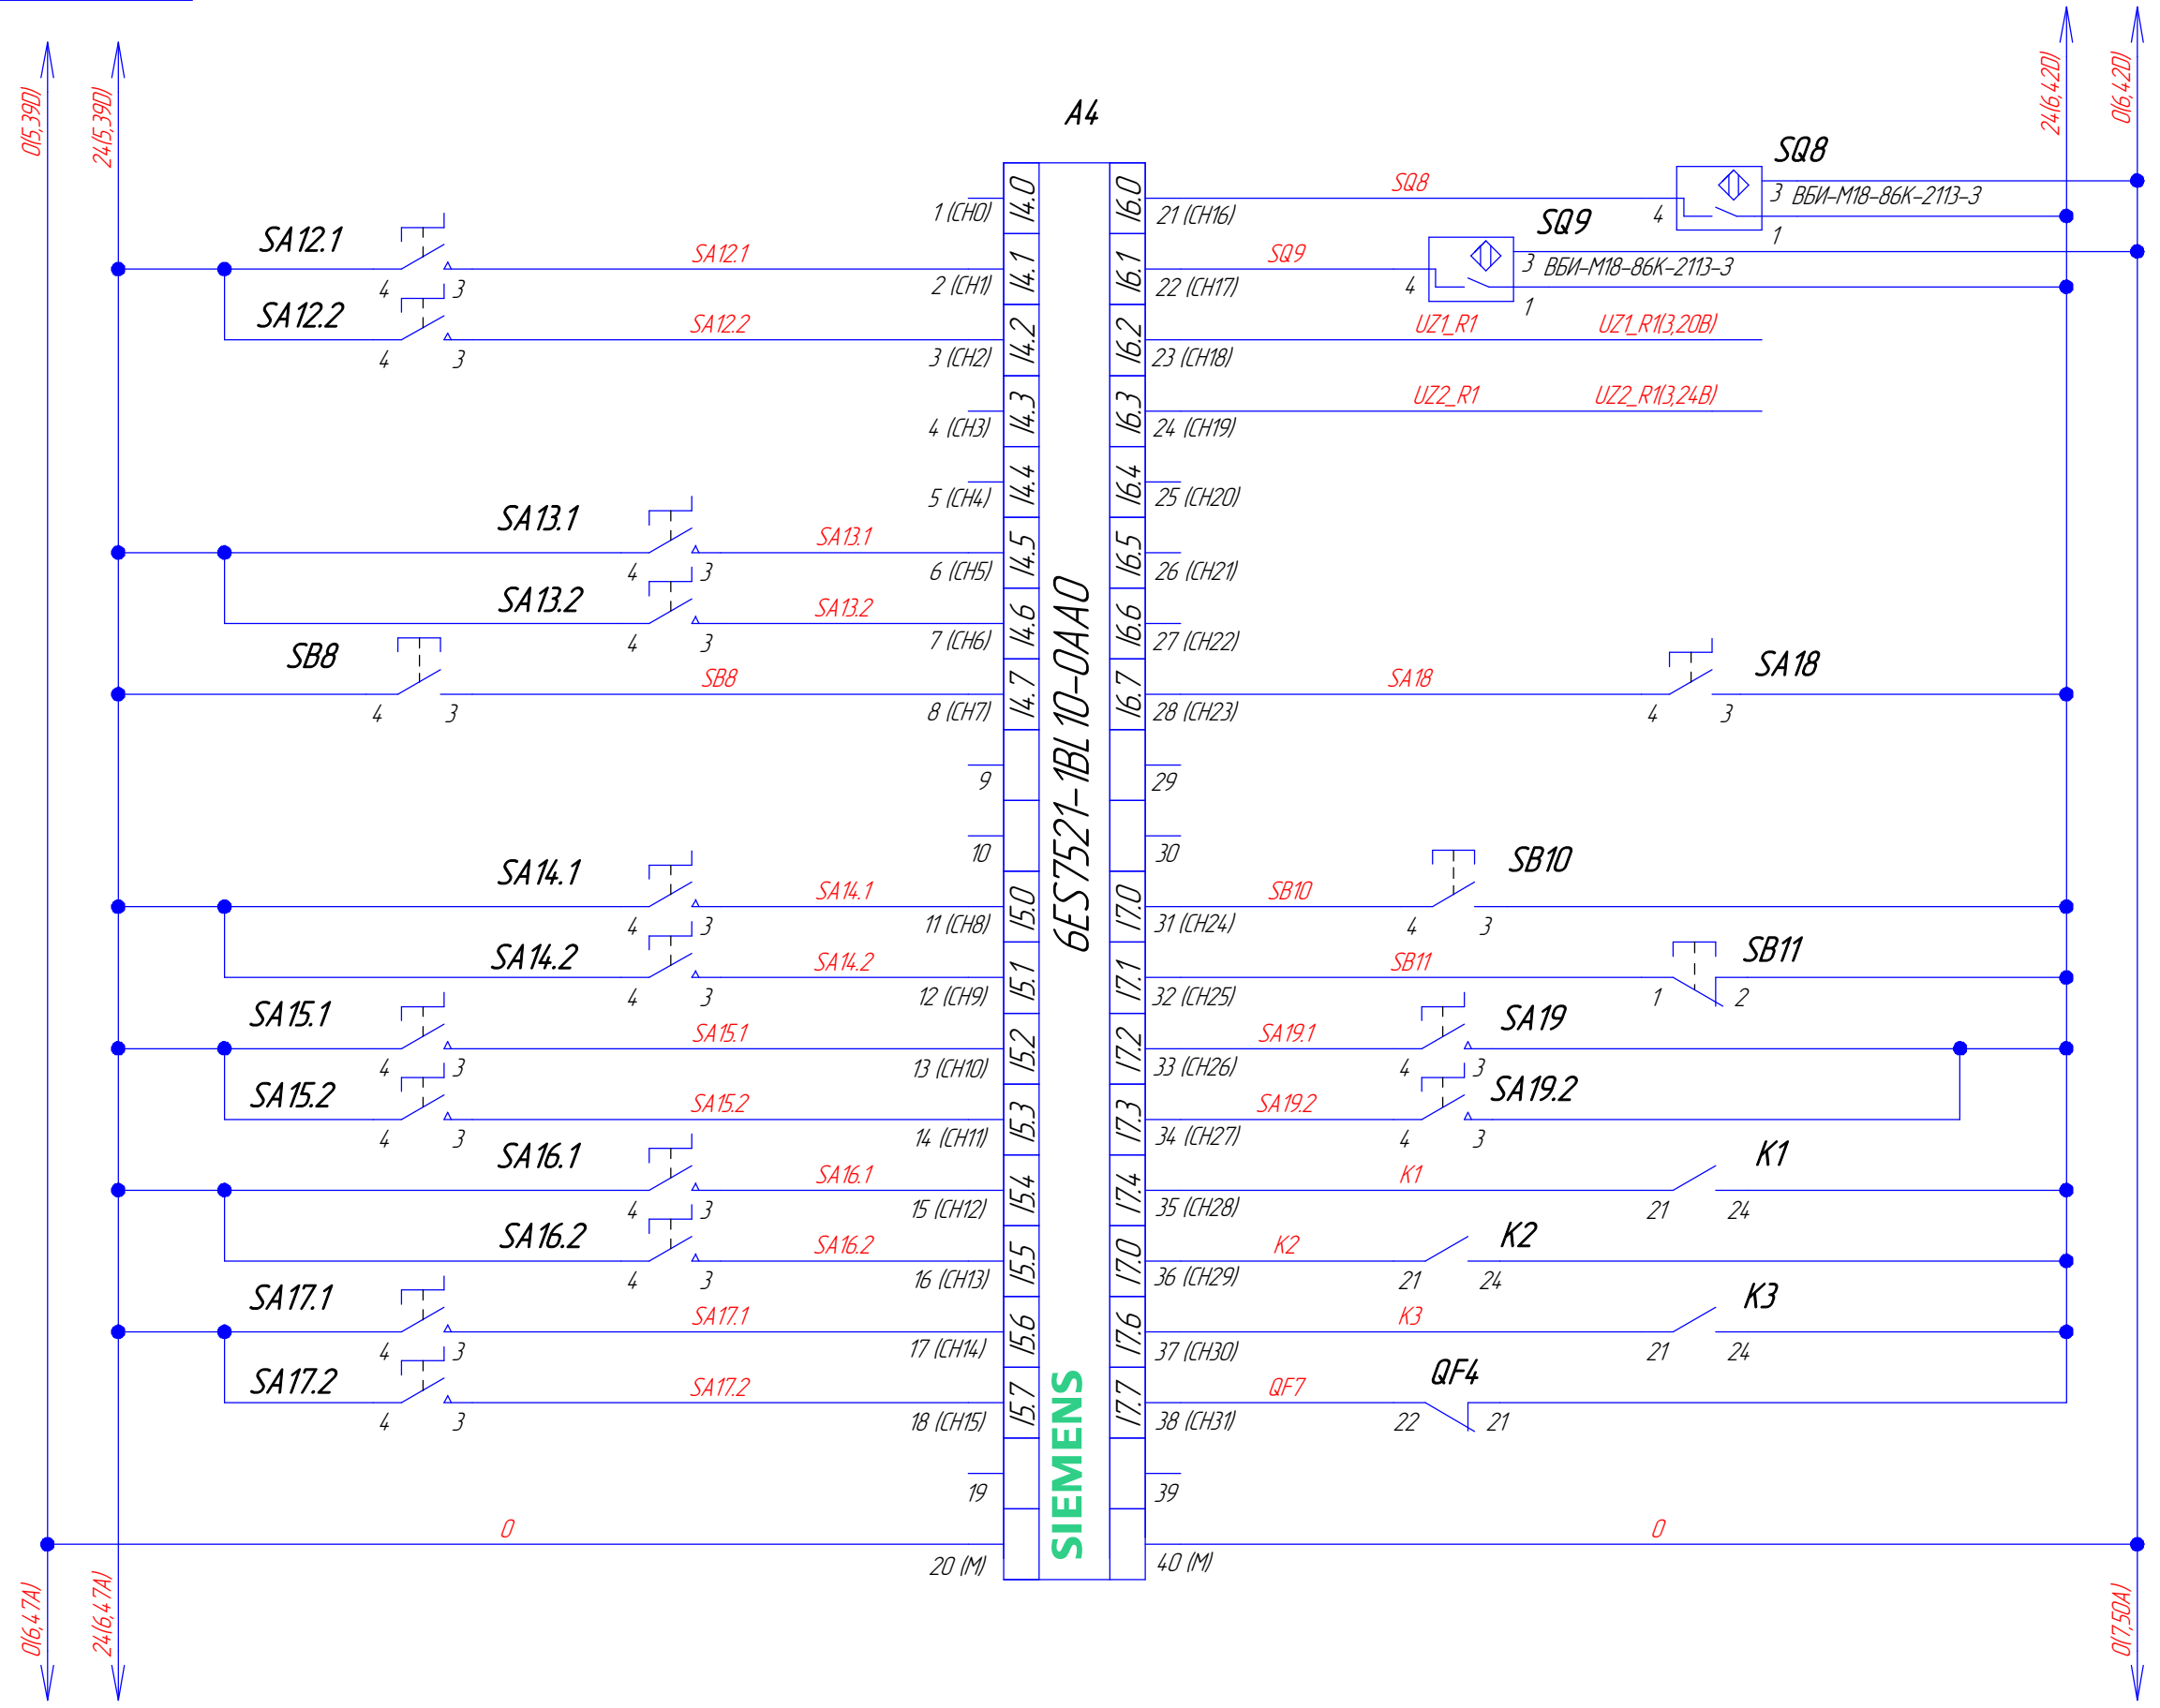 0(5,39D)
24(5,39D)
24(6,42D)
0(6,42D)
A4
SQ8
SQ8
I4.0
I6.0
1 (CH0)
21 (CH16)
4
3
ВБИ-М18-86К-2113-3
1
SA12.1
SA12.1
4
3
2 (CH1)
I4.1
I6.1
22 (CH17)
SQ9
SQ9
4
3
ВБИ-М18-86К-2113-3
1
SA12.2
SA12.2
4
3
3 (CH2)
I4.2
I6.2
23 (CH18)
UZ1_R1
UZ1_R1(3,20B)
4 (CH3)
I4.3
I6.3
24 (CH19)
UZ2_R1
UZ2_R1(3,24B)
5 (CH4)
I4.4
I6.4
25 (CH20)
SA13.1
SA13.1
4
3
6 (CH5)
I4.5
I6.5
26 (CH21)
SA13.2
SA13.2
4
3
7 (CH6)
I4.6
I6.6
27 (CH22)
SB8
SB8
4
3
8 (CH7)
I4.7
I6.7
28 (CH23)
SA18
SA18
4
3
6ES7521-1BL10-0AA0
9
29
10
30
SA14.1
SA14.1
4
3
11 (CH8)
I5.0
I7.0
31 (CH24)
SB10
SB10
4
3
SA14.2
SA14.2
4
3
12 (CH9)
I5.1
I7.1
32 (CH25)
SB11
SB11
1
2
SA15.1
SA15.1
4
3
13 (CH10)
I5.2
I7.2
33 (CH26)
SA19.1
SA19
4
3
SA15.2
SA15.2
4
3
14 (CH11)
I5.3
I7.3
34 (CH27)
SA19.2
SA19.2
4
3
SA16.1
SA16.1
4
3
15 (CH12)
I5.4
I7.4
35 (CH28)
K1
K1
21
24
SA16.2
SA16.2
4
3
16 (CH13)
I5.5
I7.0
36 (CH29)
K2
K2
21
24
SA17.1
SA17.1
4
3
17 (CH14)
I5.6
I7.6
37 (CH30)
K3
K3
21
24
SA17.2
SA17.2
4
3
18 (CH15)
I5.7
I7.7
38 (CH31)
QF7
QF4
22
21
SIEMENS
19
39
0
20 (M)
40 (M)
0
0(6,47A)
24(6,47A)
0(7,50A)